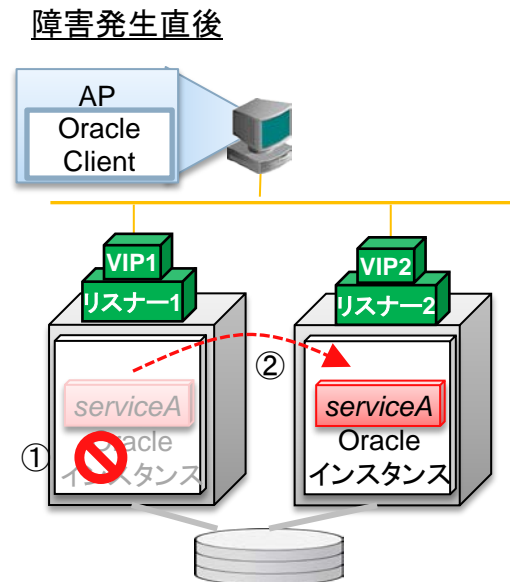 障害発生直後
AP
Oracle
Client
VIP1
VIP2
リスナー1
リスナー2
②
serviceA
serviceA
①
Oracle
インスタンス
Oracle
インスタンス